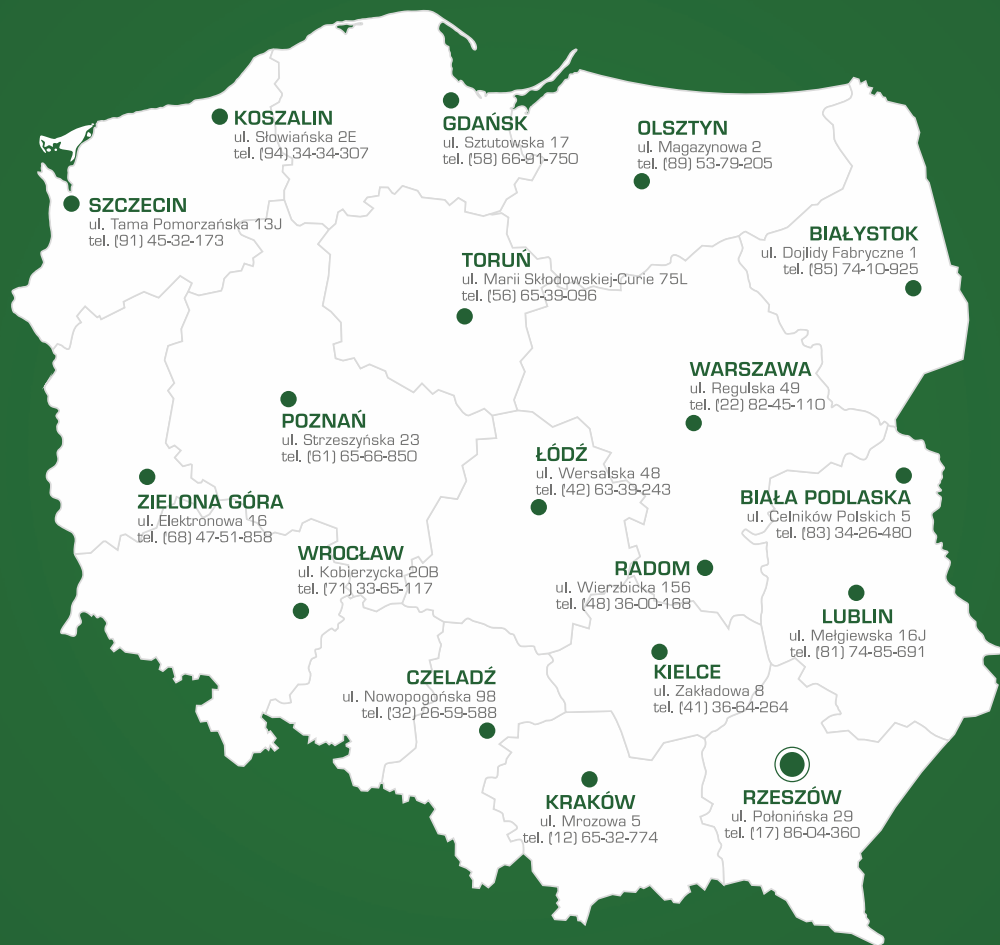 KOSZALIN
ul. Słowiańska 2E
tel. (94) 34-34-307
GDAŃSK
ul. Sztutowska 17
tel. (58) 66-91-750
OLSZTYN
ul. Magazynowa 2
tel. (89) 53-79-205
SZCZECIN
ul. Tama Pomorzańska 13J
tel. (91) 45-32-173
BIAŁYSTOK
ul. Dojlidy Fabryczne 1
tel. (85) 74-10-925
TORUŃ
ul. Marii Skłodowskiej-Curie 75L
tel. (56) 65-39-096
WARSZAWA
ul. Regulska 49
tel. (22) 82-45-110
POZNAŃ
ul. Strzeszyńska 23
tel. (61) 65-66-850
ŁÓDŹ
ul. Wersalska 48
tel. (42) 63-39-243
ZIELONA GÓRA
ul. Elektronowa 16
tel. (68) 47-51-858
BIAŁA PODLASKA
ul. Celników Polskich 5
tel. (83) 34-26-480
WROCŁAW
ul. Kobierzycka 20B
tel. (71) 33-65-117
RADOM
ul. Wierzbicka 156
tel. (48) 36-00-168
LUBLIN
ul. Mełgiewska 16J
tel. (81) 74-85-691
CZELADŹ
ul. Nowopogońska 98
tel. (32) 26-59-588
KIELCE
ul. Zakładowa 8
tel. (41) 36-64-264
KRAKÓW
ul. Mrozowa 5
tel. (12) 65-32-774
RZESZÓW
ul. Połonińska 29
tel. (17) 86-04-360